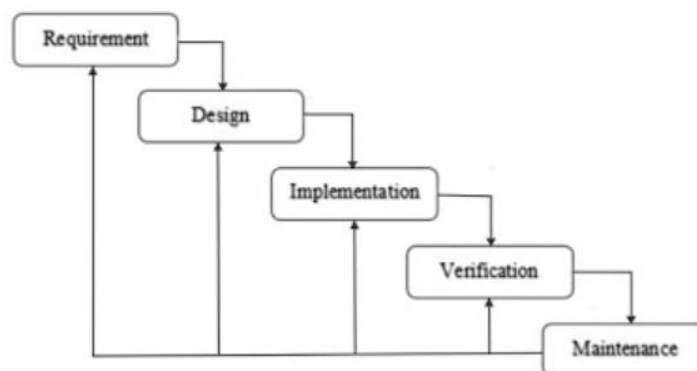 Requirement
Design
Implementation
Verification
Maintenance